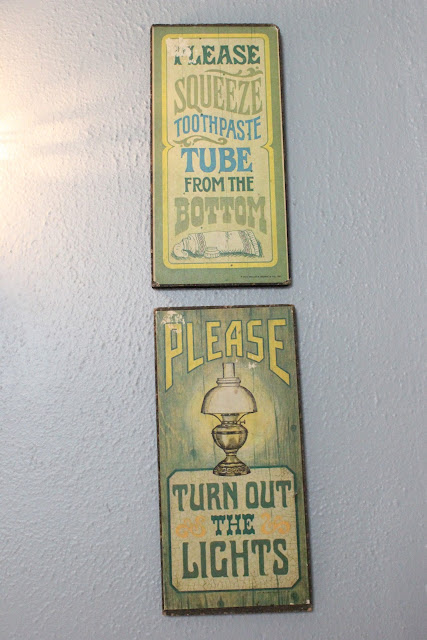 PLEASE
SQUEEZE
TOOTHPASTE
TUBE
FROM THE
BOTTOM
PLEASE
TURN OUT
THE
LIGHTS